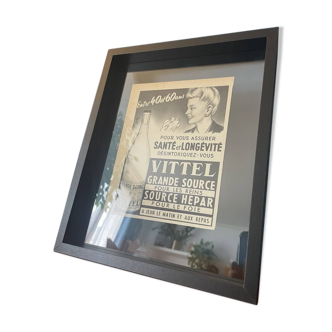 Entre 40 et 60 ans
POUR VOUS ASSURER
SANTÉ et LONGÉVITÉ
DÉSINTOXIQUEZ-VOUS
VITTEL
GRANDE SOURCE
POUR LES REINS
SOURCE HEPAR
POUR LE FOIE
A JEUN LE MATIN ET AUX REPAS